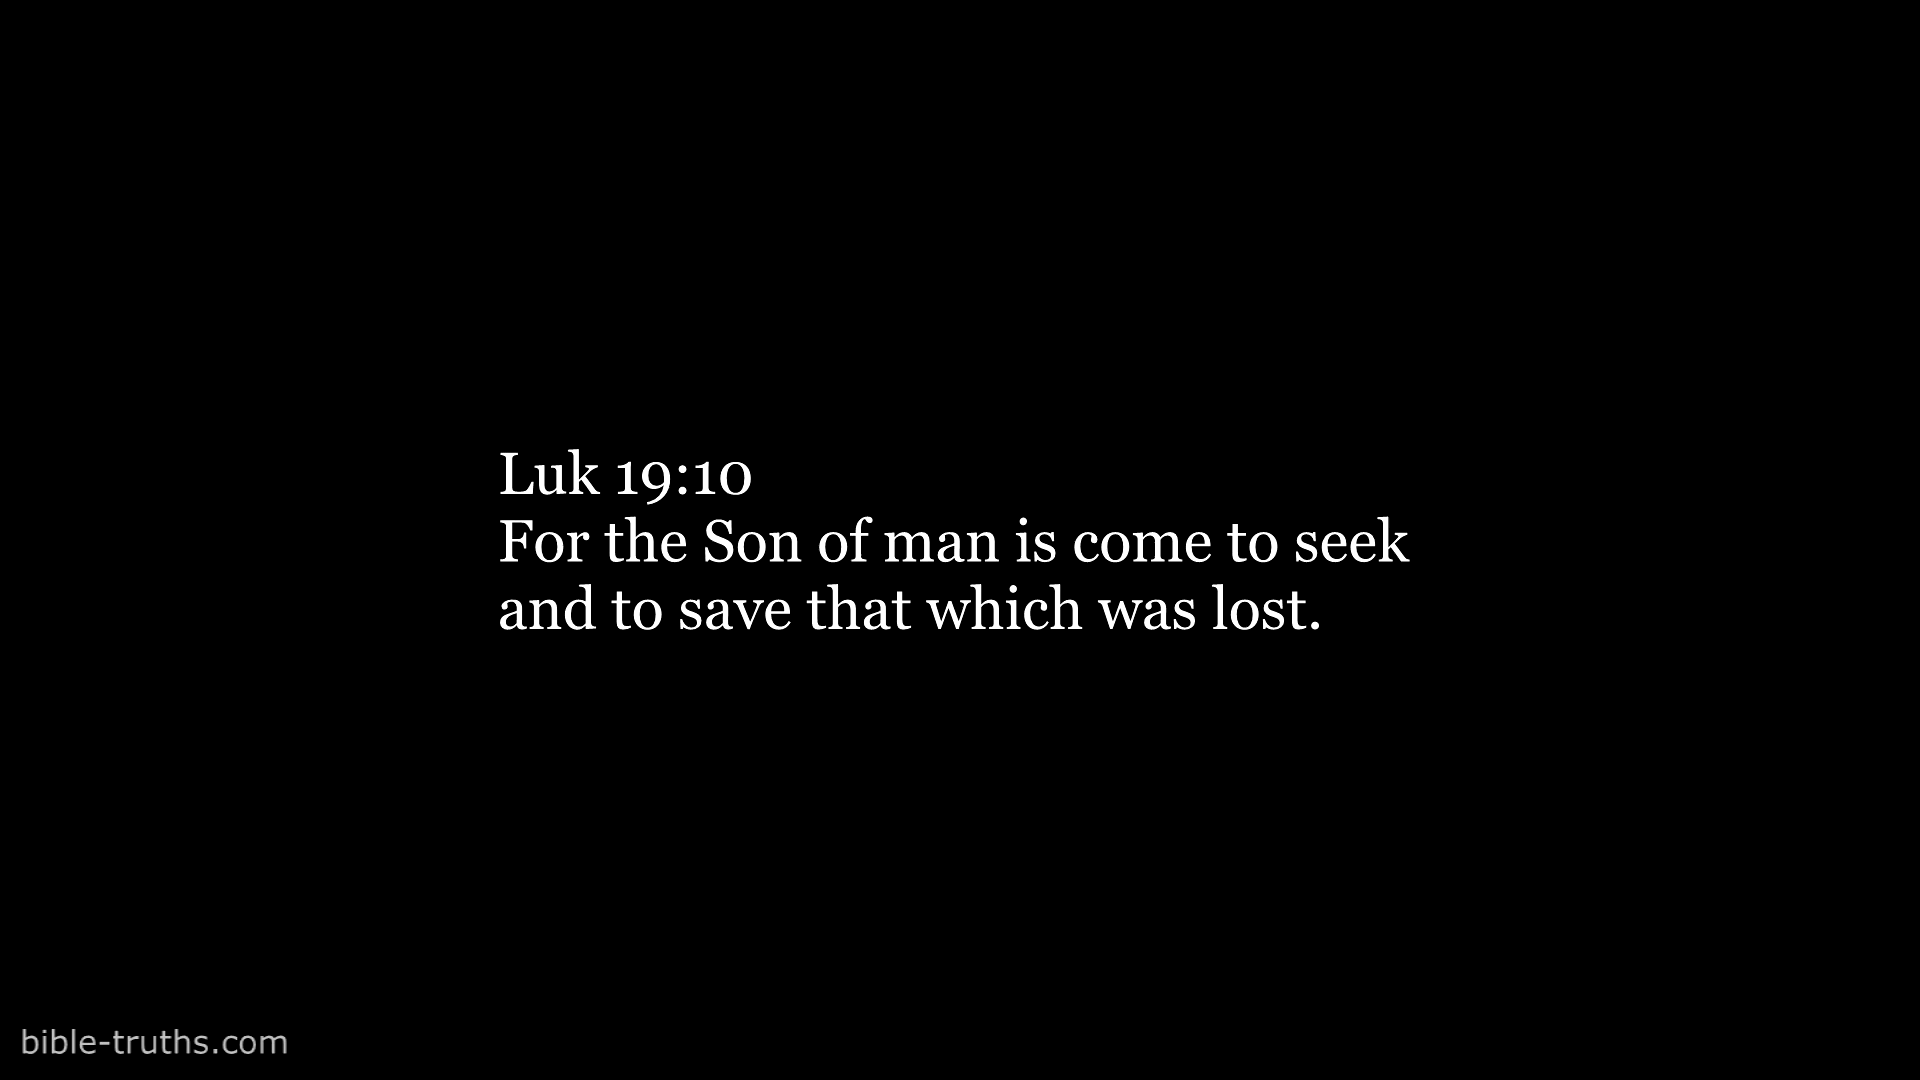 Luk 19:10
For the Son of man is come to seek
and to save that which was lost.
bible-truths.com